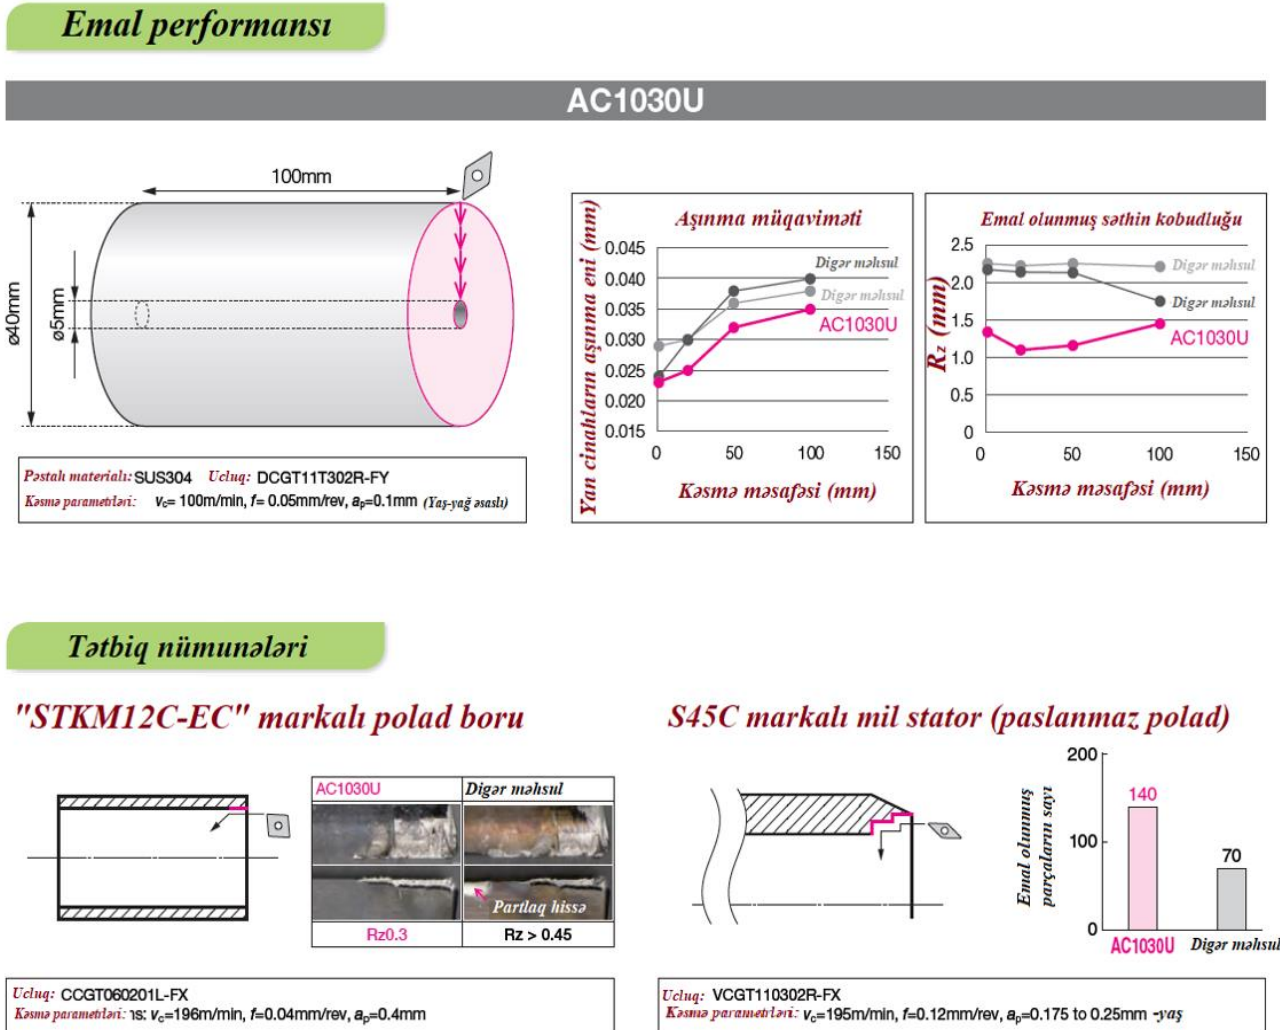 Emal performansı
AC1030U
100mm
ø40mm
ø5mm
Pəstah materialı: SUS304 Ucluq: DCGT11T302R-FY
Kəsmə parametrləri: vc= 100m/min, f= 0.05mm/rev, ap=0.1mm (Yaş-yağ əsaslı)
Aşınma müqaviməti
Yan cinahların aşınma eni (mm)
0.045
0.040
0.035
0.030
0.025
0.020
0.015
Digər məhsul
Digər məhsul
AC1030U
0 50 100 150
Kəsmə məsafəsi (mm)
Emal olunmuş səthin kobudluğu
Rz (mm)
2.5
2.0
1.5
1.0
0.5
0
Digər məhsul
Digər məhsul
AC1030U
0 50 100 150
Kəsmə məsafəsi (mm)
Tətbiq nümunələri
"STKM12C-EC" markalı polad boru
AC1030U Digər məhsul
Partlaq hissə
Rz0.3 Rz > 0.45
Ucluq: CCGT060201L-FX
Kəsmə parametrləri: ns: vc=196m/min, f=0.04mm/rev, ap=0.4mm
S45C markalı mil stator (paslanmaz polad)
Emal olunmuş
parçaların sayı
200
100
0
140
70
AC1030U Digər məhsul
Ucluq: VCGT110302R-FX
Kəsmə parametrləri: vc=195m/min, f=0.12mm/rev, ap=0.175 to 0.25mm -yaş